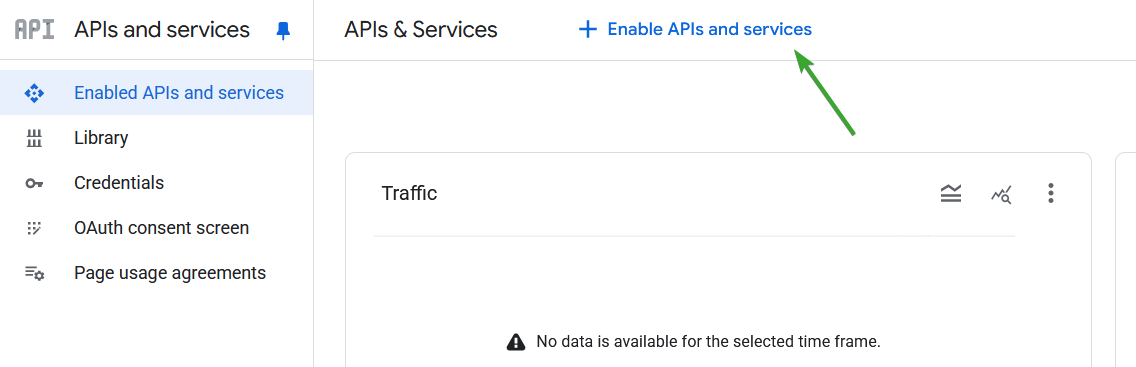 API APIs and services
Enabled APIs and services
Library
Credentials
OAuth consent screen
Page usage agreements
APIs & Services
Enable APIs and services
Traffic
No data is available for the selected time frame.